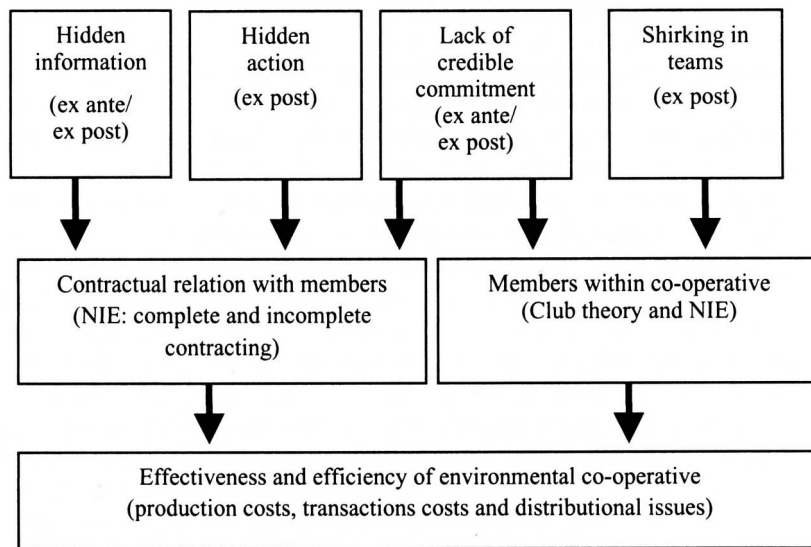 Hidden
information
(ex ante/
ex post)
Hidden
action
(ex post)
Lack of
credible
commitment
(ex ante/
ex post)
Shirking in
teams
(ex post)
Contractual relation with members
(NIE: complete and incomplete
contracting)
Members within co-operative
(Club theory and NIE)
Effectiveness and efficiency of environmental co-operative
(production costs, transactions costs and distributional issues)